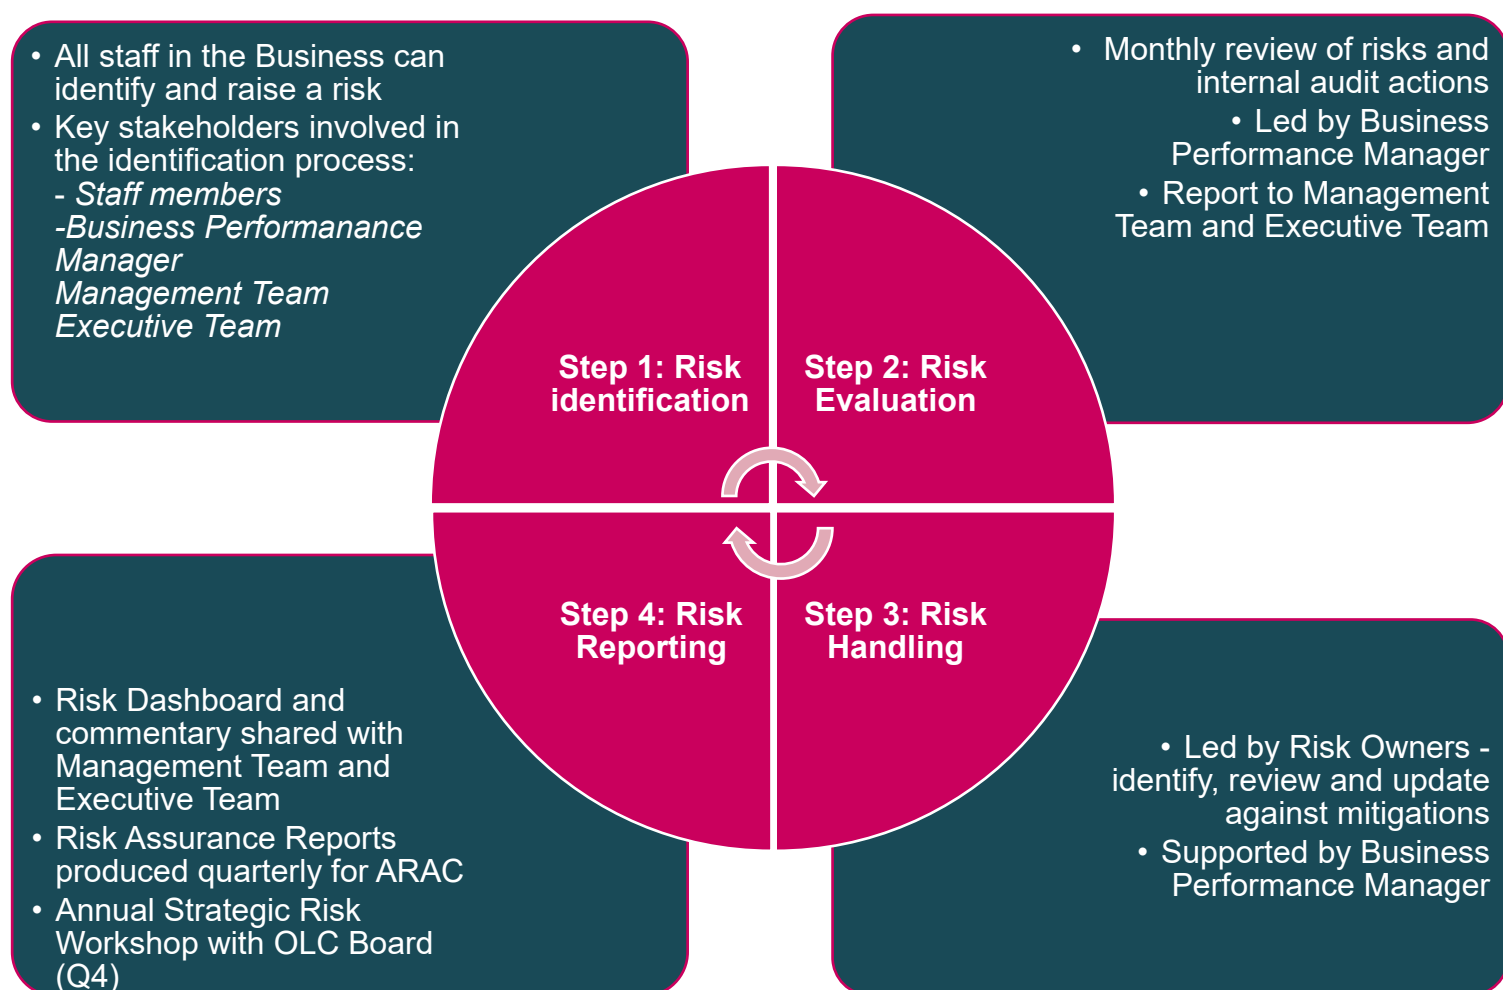 • All staff in the Business can
identify and raise a risk
• Key stakeholders involved in
the identification process:
- Staff members
-Business Performanance
Manager
Management Team
Executive Team
• Monthly review of risks and
internal audit actions
• Led by Business
Performance Manager
• Report to Management
Team and Executive Team
Step 1: Risk
identification
Step 2: Risk
Evaluation
Step 4: Risk
Reporting
Step 3: Risk
Handling
• Risk Dashboard and
commentary shared with
Management Team and
Executive Team
• Risk Assurance Reports
produced quarterly for ARAC
• Annual Strategic Risk
Workshop with OLC Board
(Q4)
• Led by Risk Owners -
identify, review and update
against mitigations
• Supported by Business
Performance Manager